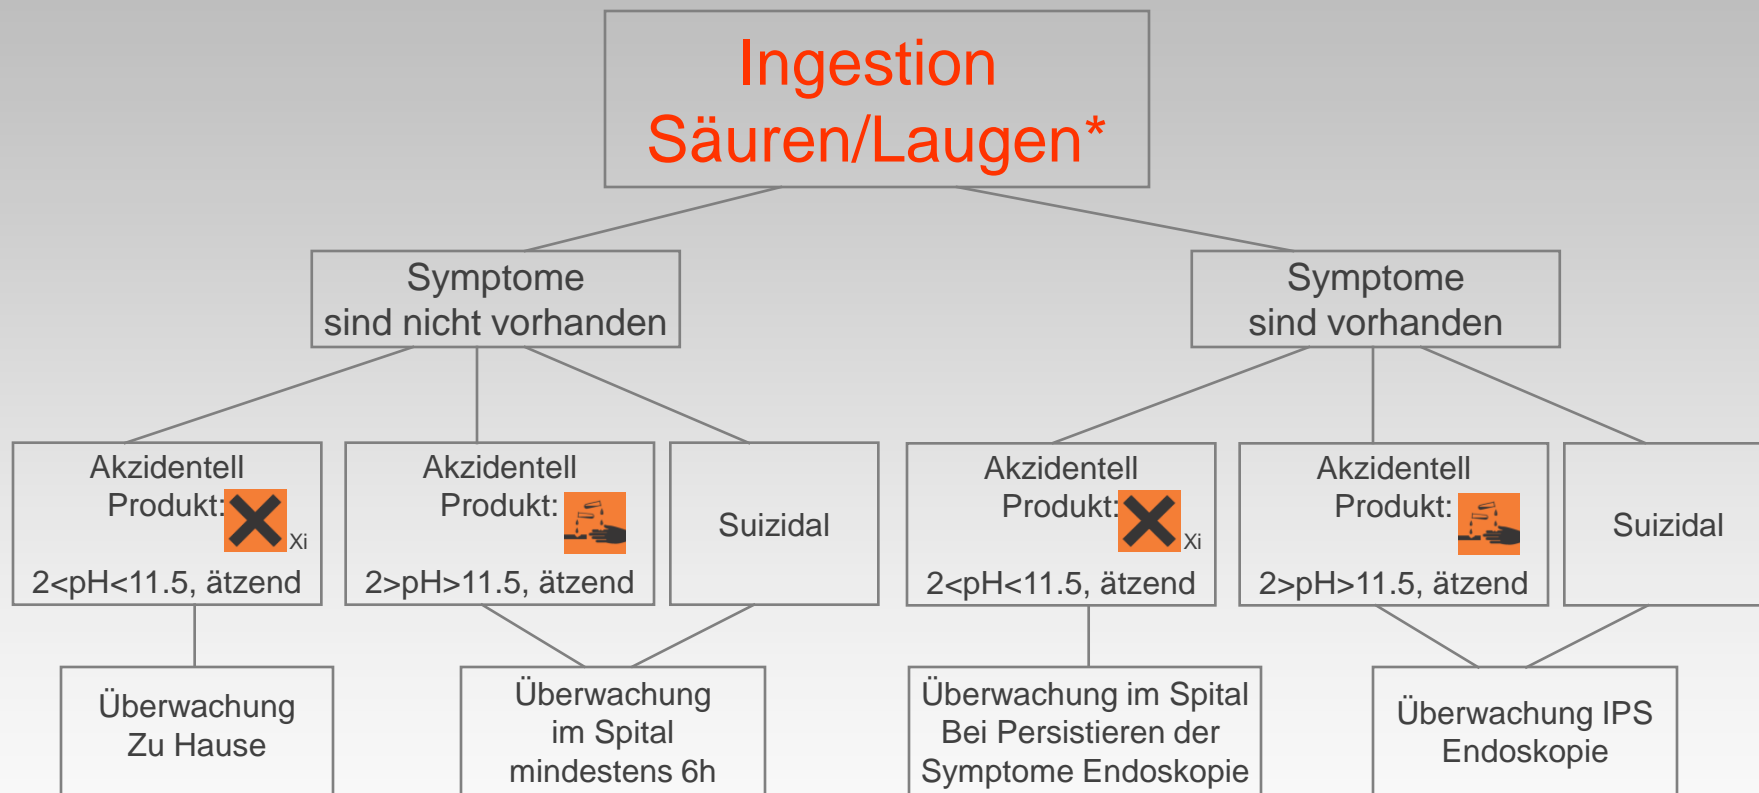 Ingestion
Säuren/Laugen*
Symptome
sind nicht vorhanden
Symptome
sind vorhanden
Akzidentell
Produkt:
Xi
2<pH<11.5, ätzend
Akzidentell
Produkt:
2>pH>11.5, ätzend
Suizidal
Akzidentell
Produkt:
Xi
2<pH<11.5, ätzend
Akzidentell
Produkt:
2>pH>11.5, ätzend
Suizidal
Überwachung
Zu Hause
Überwachung
im Spital
mindestens 6h
Überwachung im Spital
Bei Persistieren der
Symptome Endoskopie
Überwachung IPS
Endoskopie